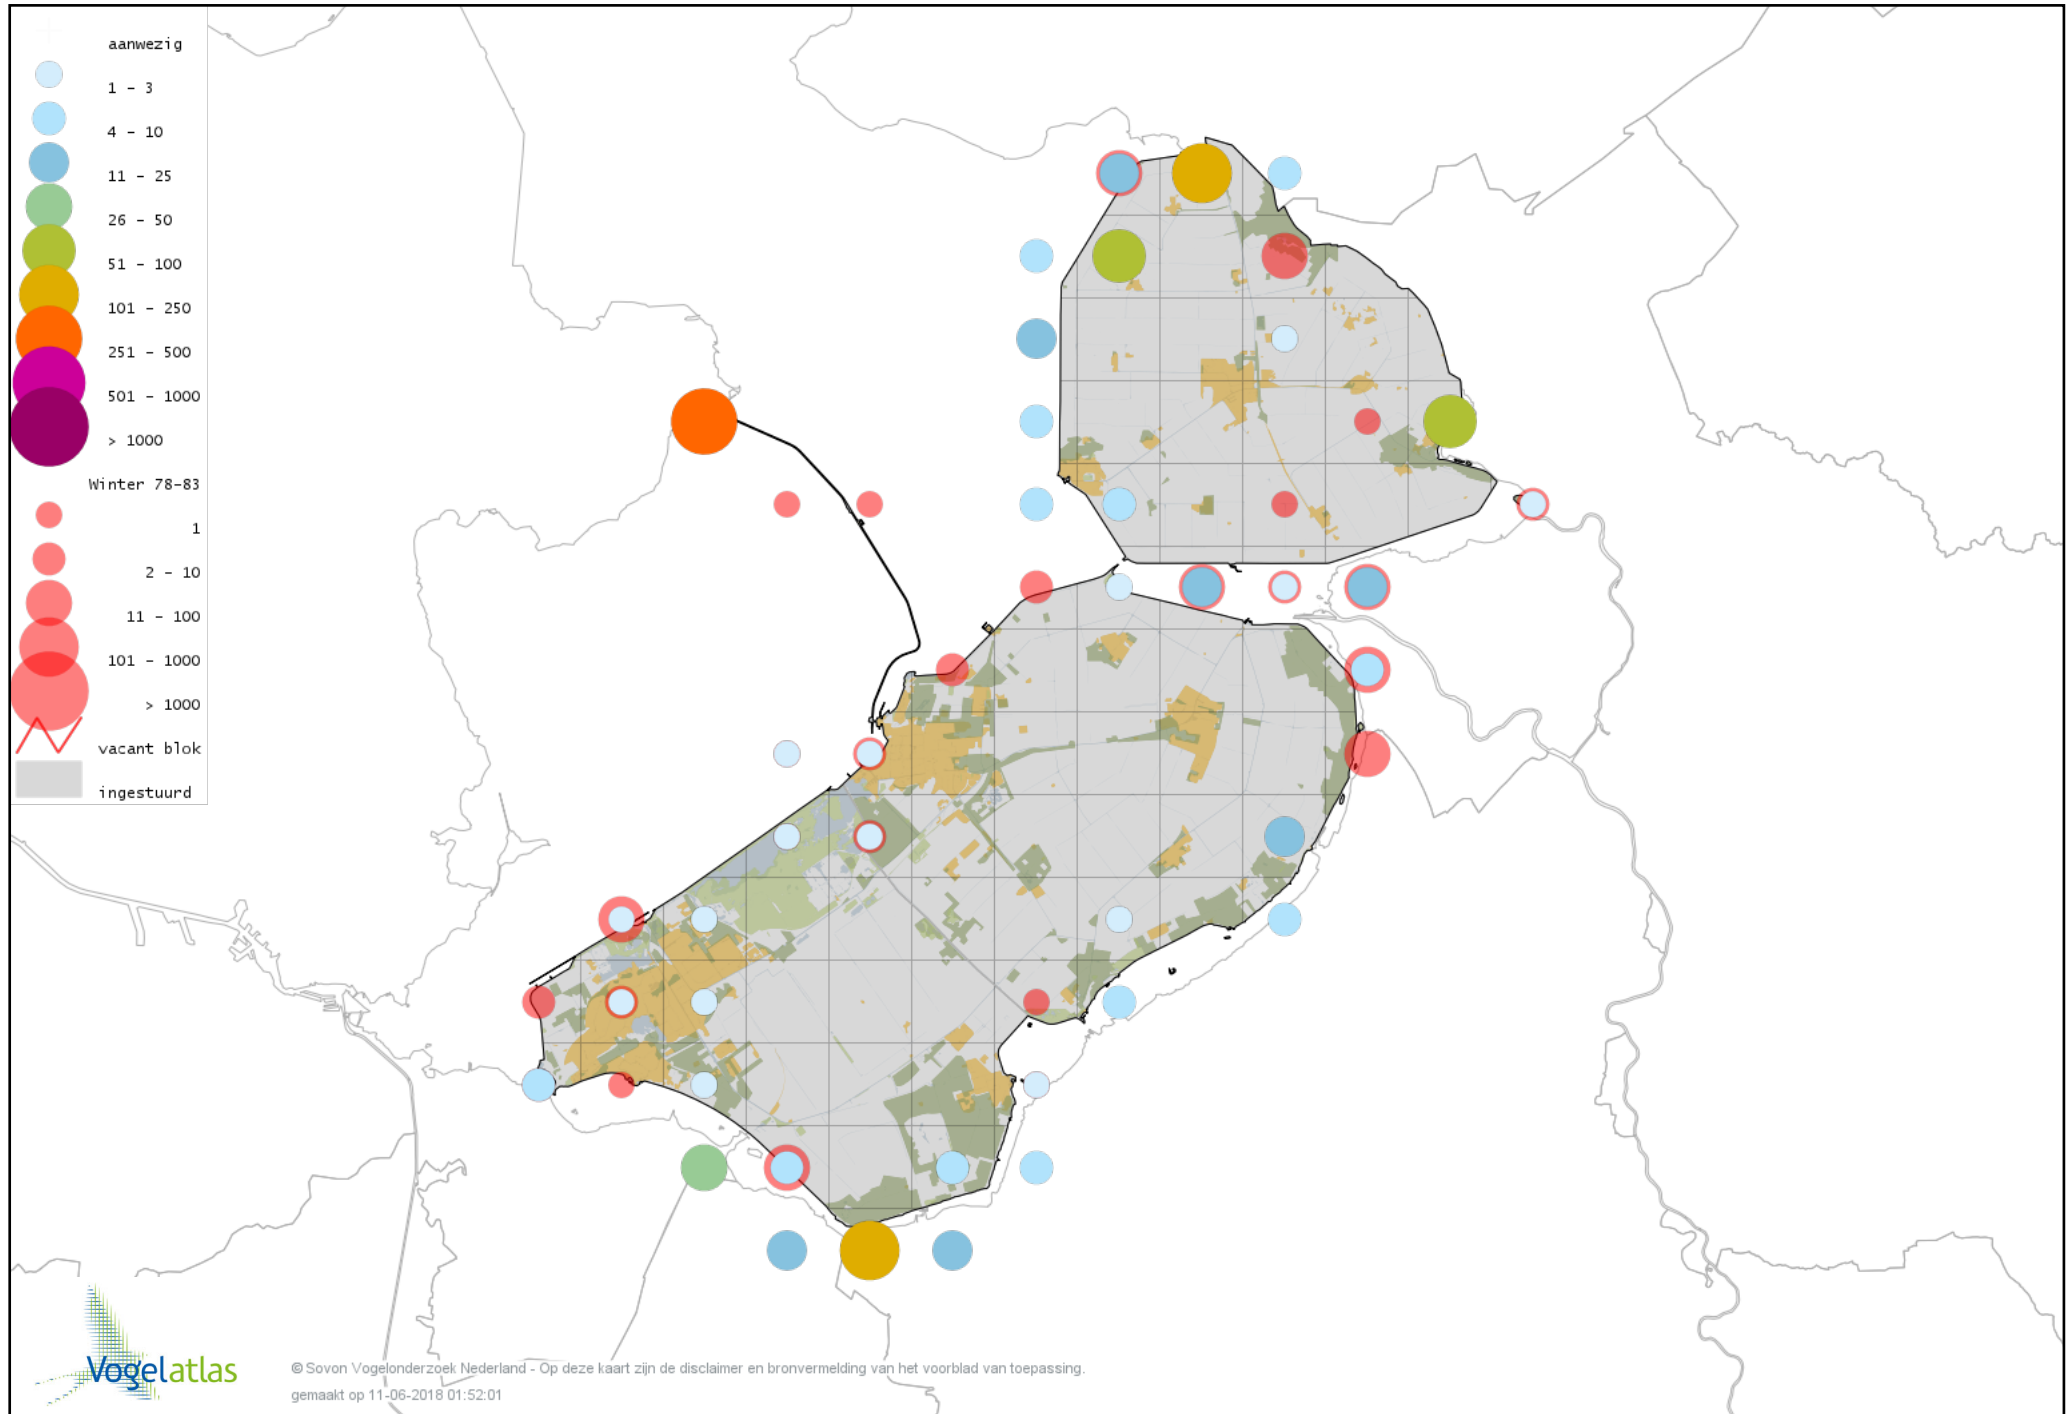 aanwezig
1 - 3
4 - 10
11 - 25
26 - 50
51 - 100
101 - 250
251 - 500
501 - 1000
> 1000
Winter 78-83
1
2 - 10
11 - 100
101 - 1000
> 1000
vacant blok
ingestuurd
Vogelatlas
© Sovon Vogelonderzoek Nederland - Op deze kaart zijn de disclaimer en bronvermelding van het voorblad van toepassing.
gemaakt op 11-06-2018 01:52:01